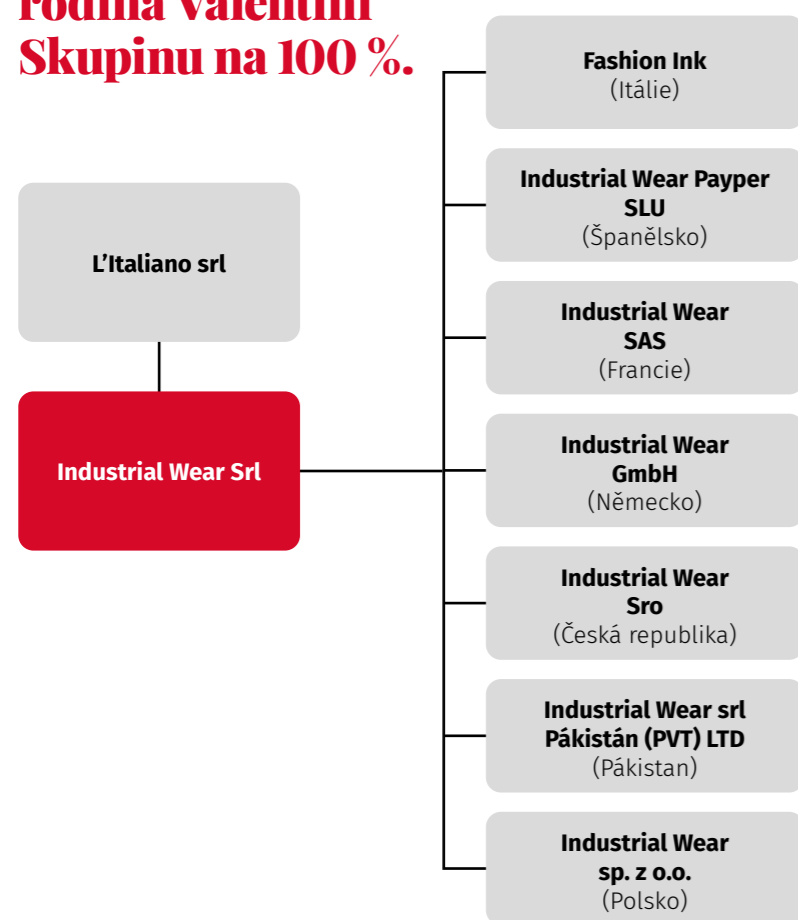 rodina Valentini
Skupinu na 100 %.
L’Italiano srl
Industrial Wear Srl
Fashion Ink
(Itálie)
Industrial Wear Payper
SLU
(Španělsko)
Industrial Wear
SAS
(Francie)
Industrial Wear
GmbH
(Německo)
Industrial Wear
Sro
(Česká republika)
Industrial Wear srl
Pákistán (PVT) LTD
(Pákistan)
Industrial Wear
sp. z o.o.
(Polsko)